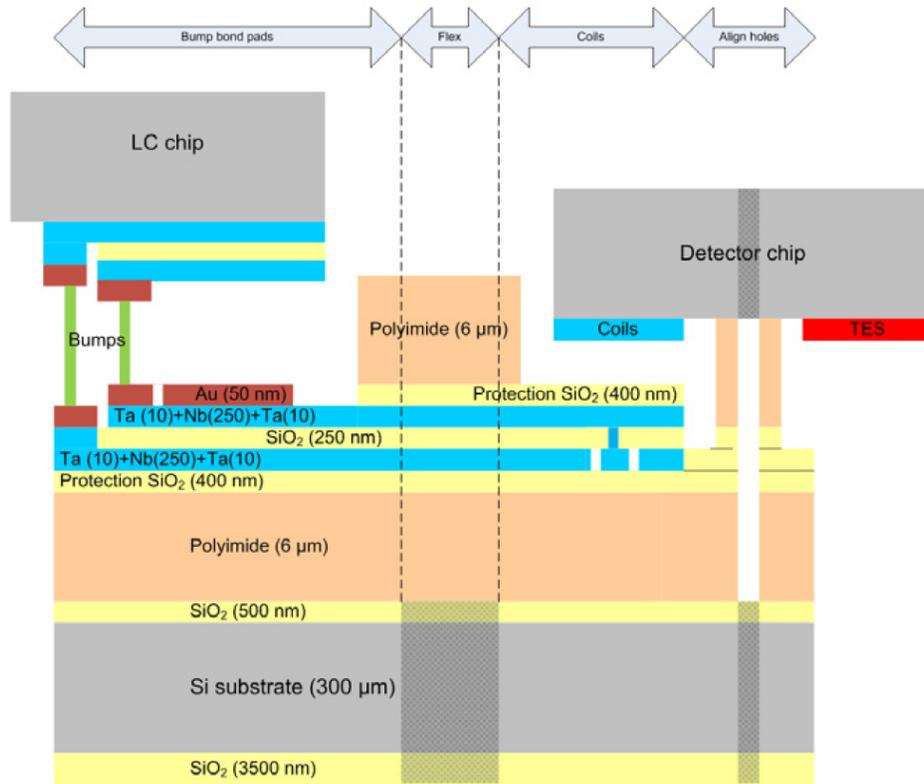 Bump bond pads
Flex
Coils
Align holes
LC chip
Detector chip
Bumps
Polyimide (6 µm)
Coils
TES
Au (50 nm)
Protection SiO₂ (400 nm)
Ta (10)+Nb(250)+Ta(10)
SiO₂ (250 nm)
Ta (10)+Nb(250)+Ta(10)
Protection SiO₂ (400 nm)
Polyimide (6 µm)
SiO₂ (500 nm)
Si substrate (300 µm)
SiO₂ (3500 nm)